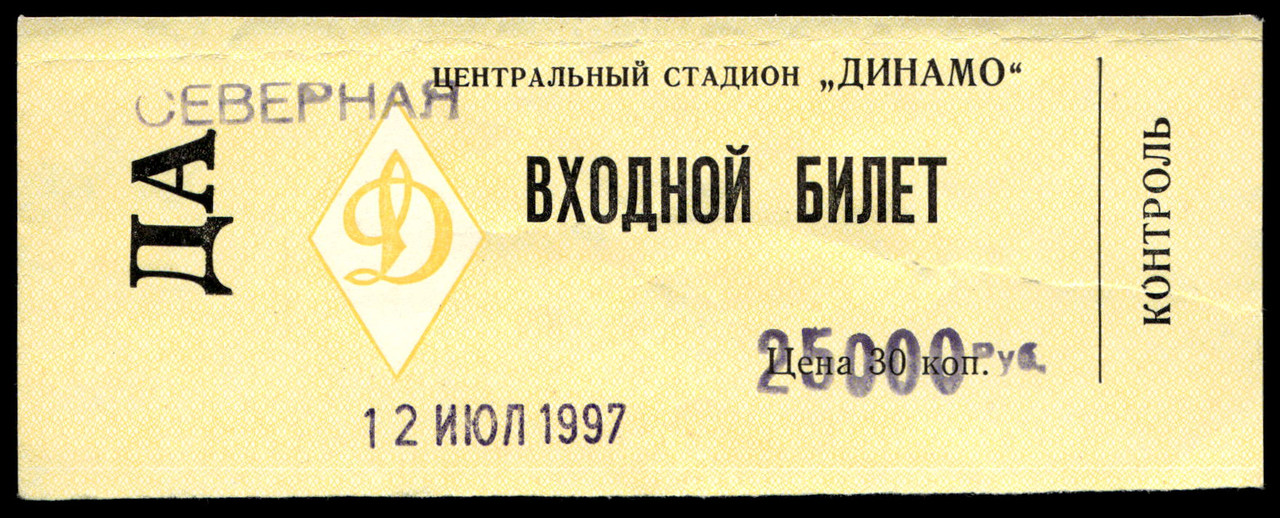 СЕВЕРНАЯ
ЦЕНТРАЛЬНЫЙ СТАДИОН „ДИНАМО“
ДА
Д
ВХОДНОЙ БИЛЕТ
КОНТРОЛЬ
Цена 30 коп.
25000 Руб
12 ИЮЛ 1997